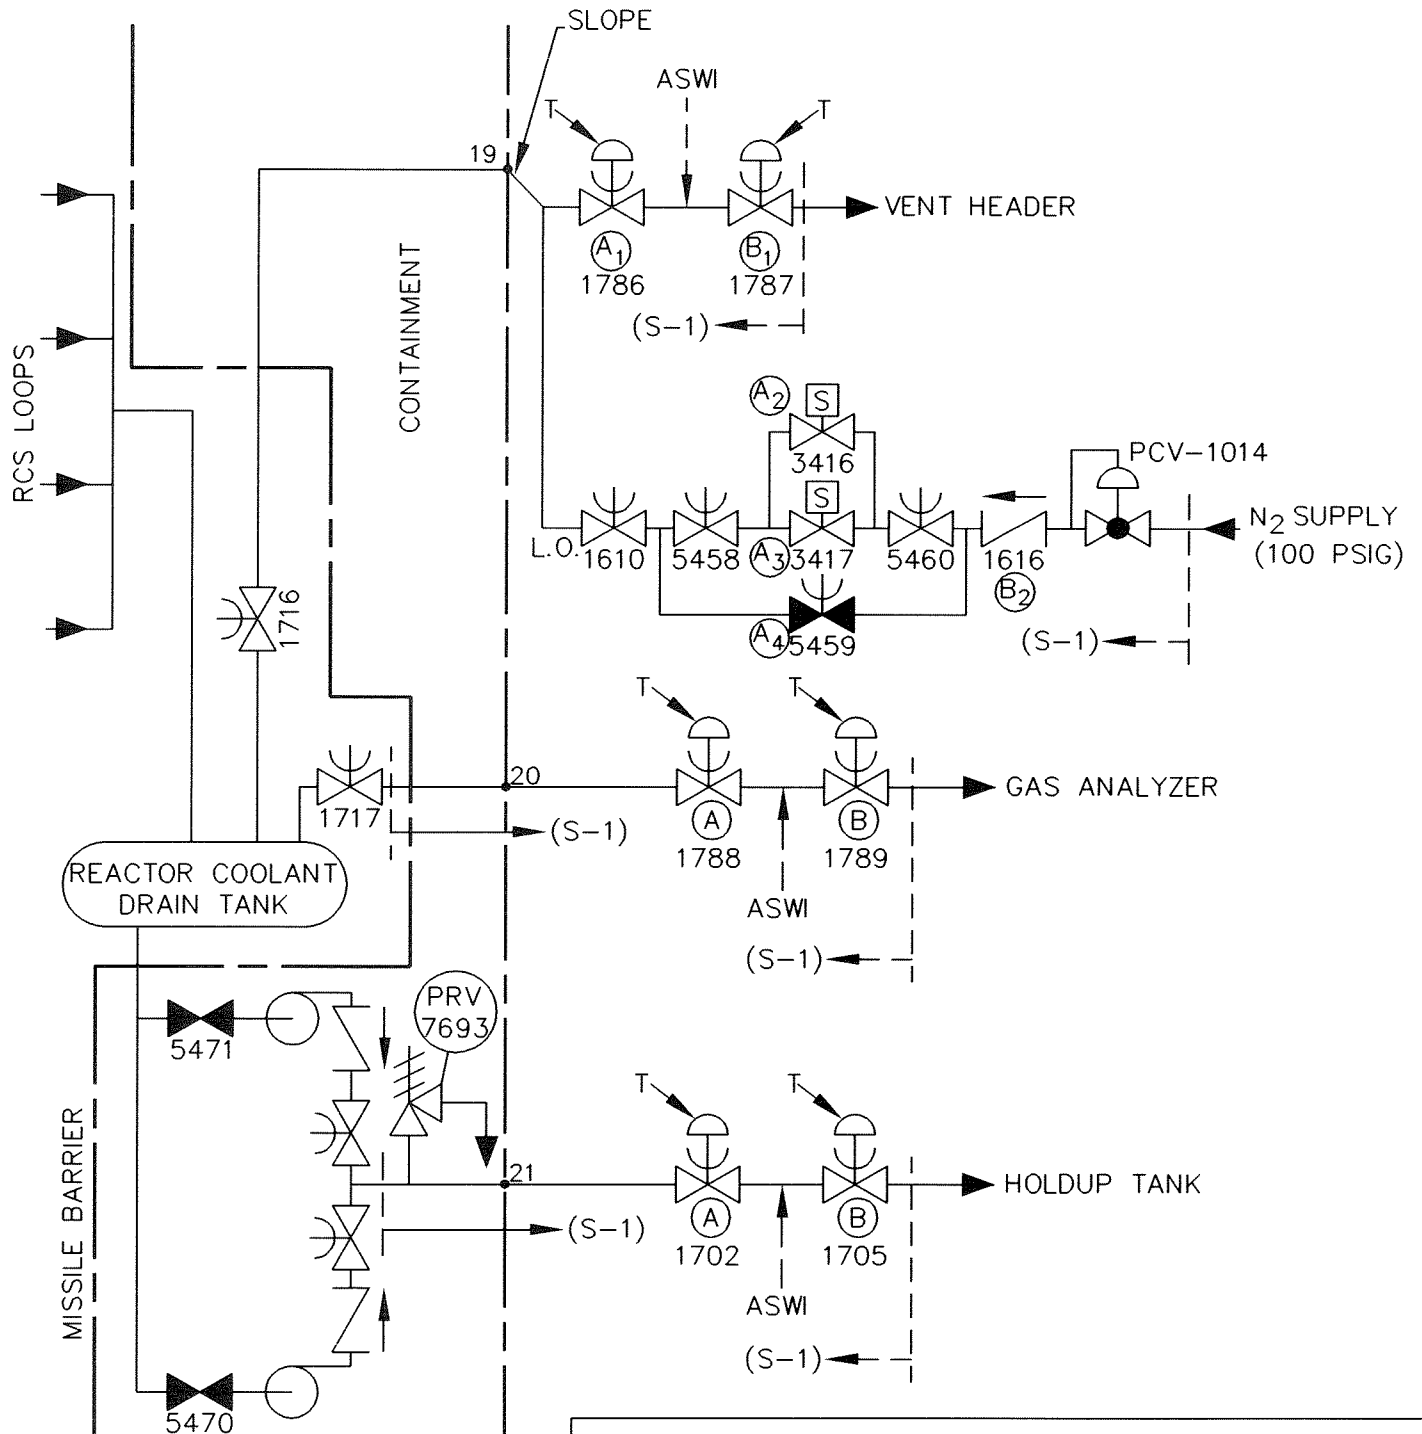 SLOPE
ASWI
T
T
19
VENT HEADER
A1
B1
1786
1787
(S-1)
CONTAINMENT
RCS LOOPS
A2
S
3416
PCV-1014
S
N2 SUPPLY
(100 PSIG)
L.O.
1610
5458
A3
3417
5460
1616
B2
A4
5459
(S-1)
1716
T
T
20
GAS ANALYZER
1717
(S-1)
A
B
1788
1789
REACTOR COOLANT
DRAIN TANK
ASWI
(S-1)
PRV
7693
5471
T
T
21
HOLDUP TANK
MISSILE BARRIER
(S-1)
A
B
1702
1705
ASWI
(S-1)
5470